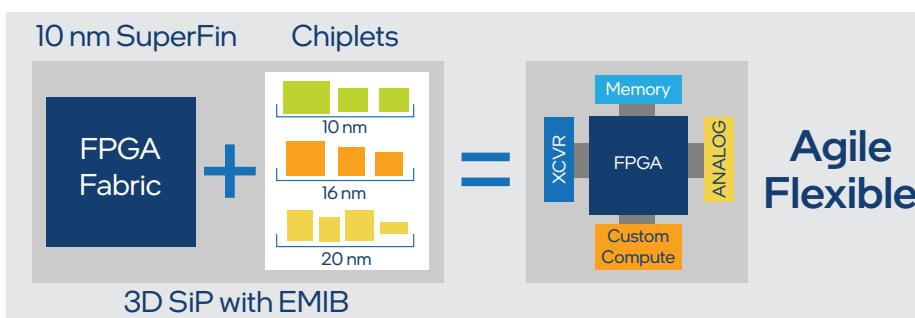 10 nm SuperFin
Chiplets
FPGA
Fabric
10 nm
16 nm
20 nm
3D SiP with EMIB
Memory
XCVR
FPGA
ANALOG
Custom
Compute
Agile
Flexible